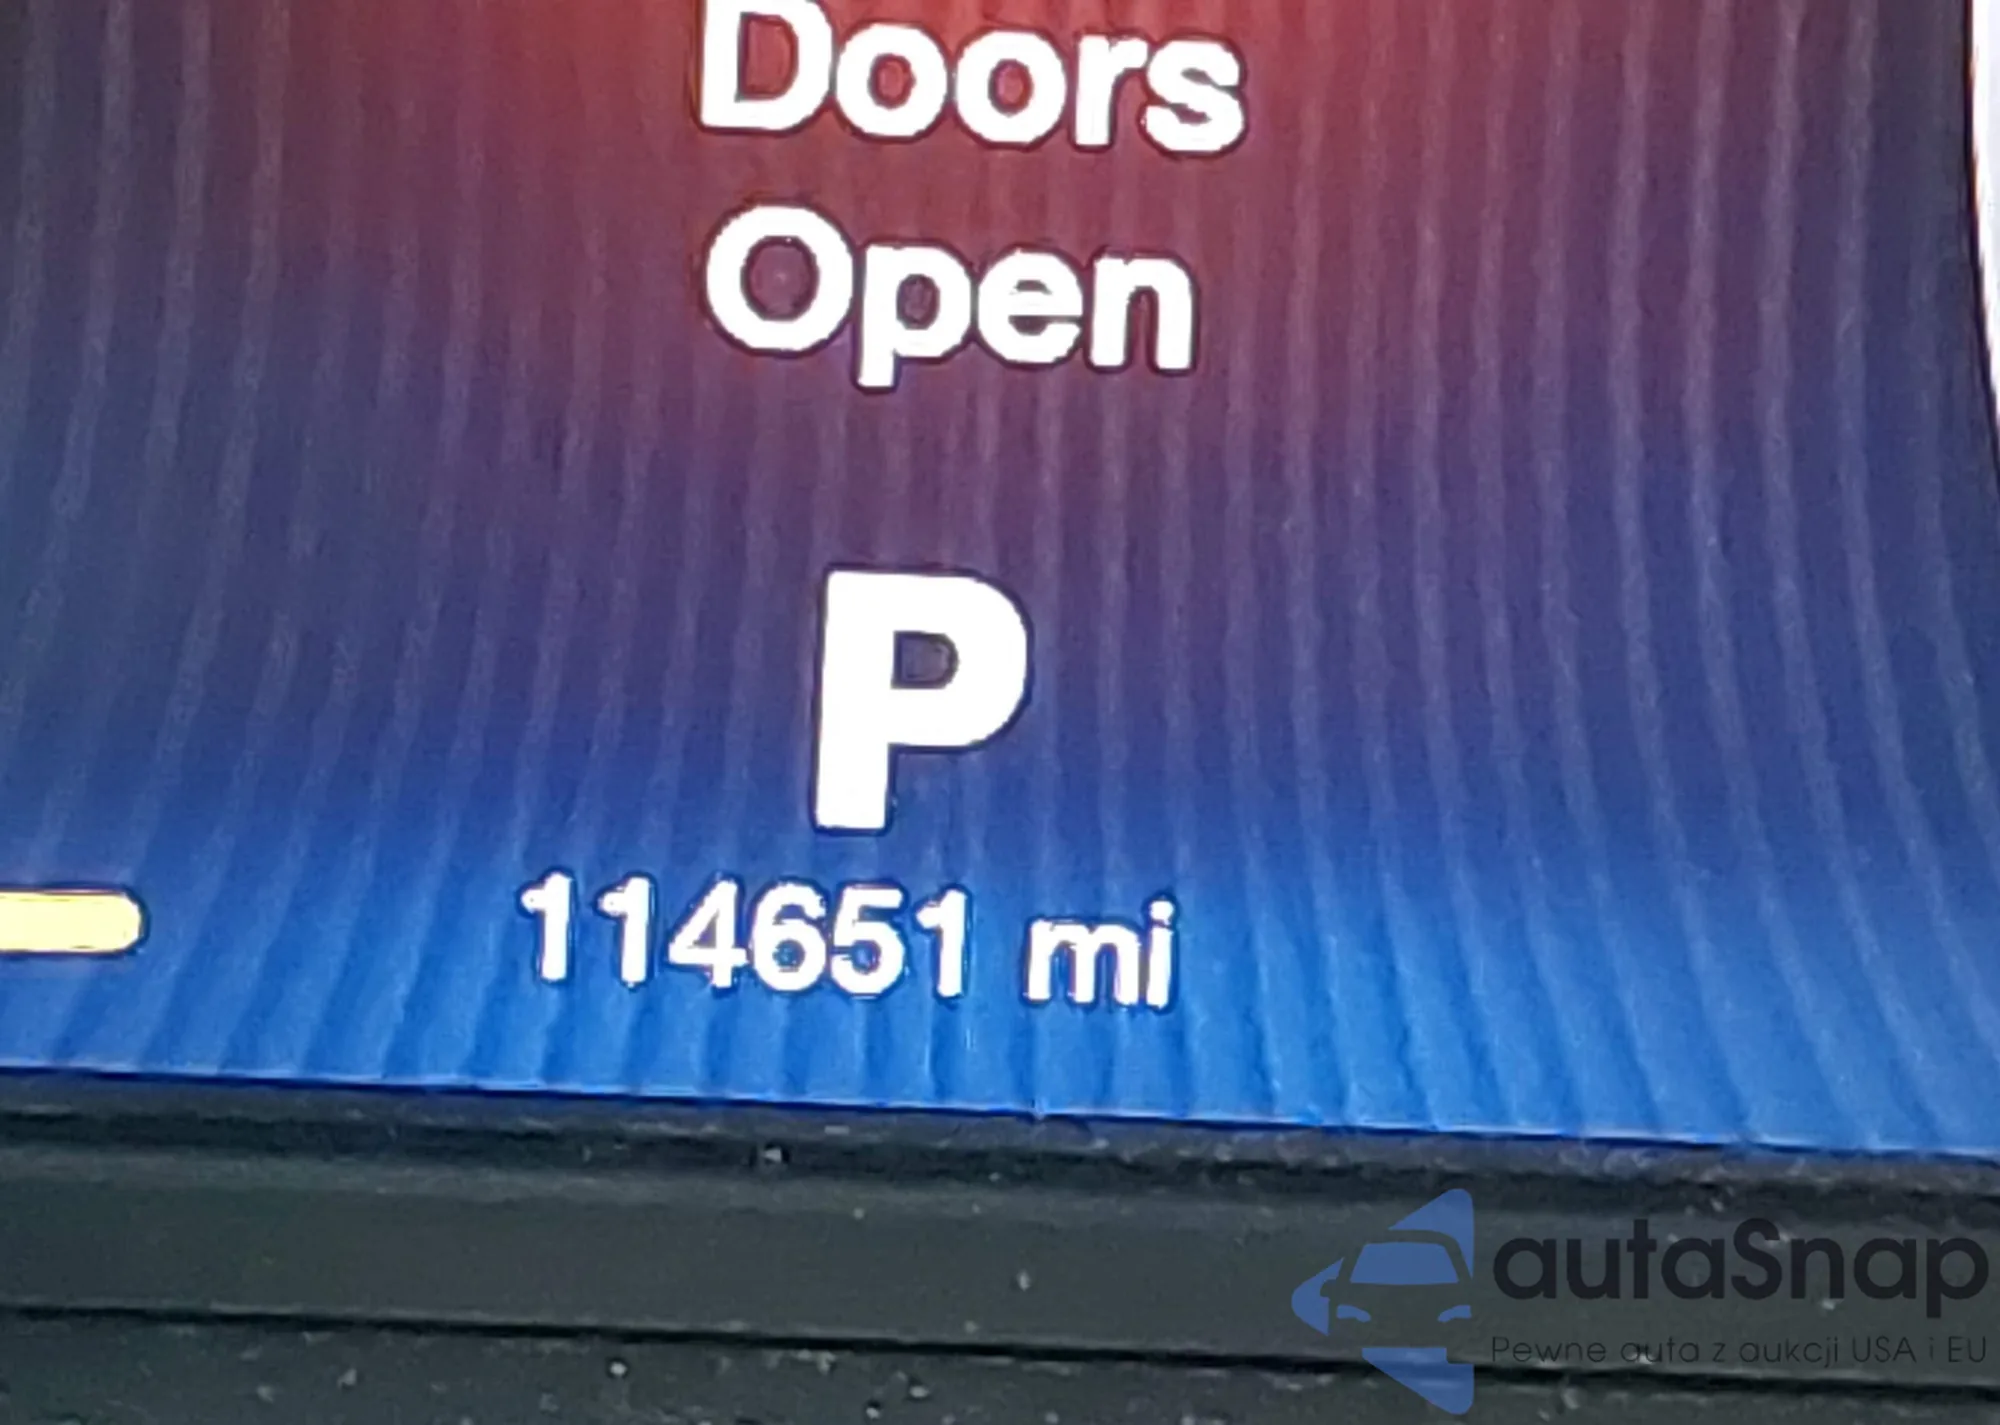 Doors
Open
P
114651 mi
autaSnap
Pewne auta z aukcji USA i EU